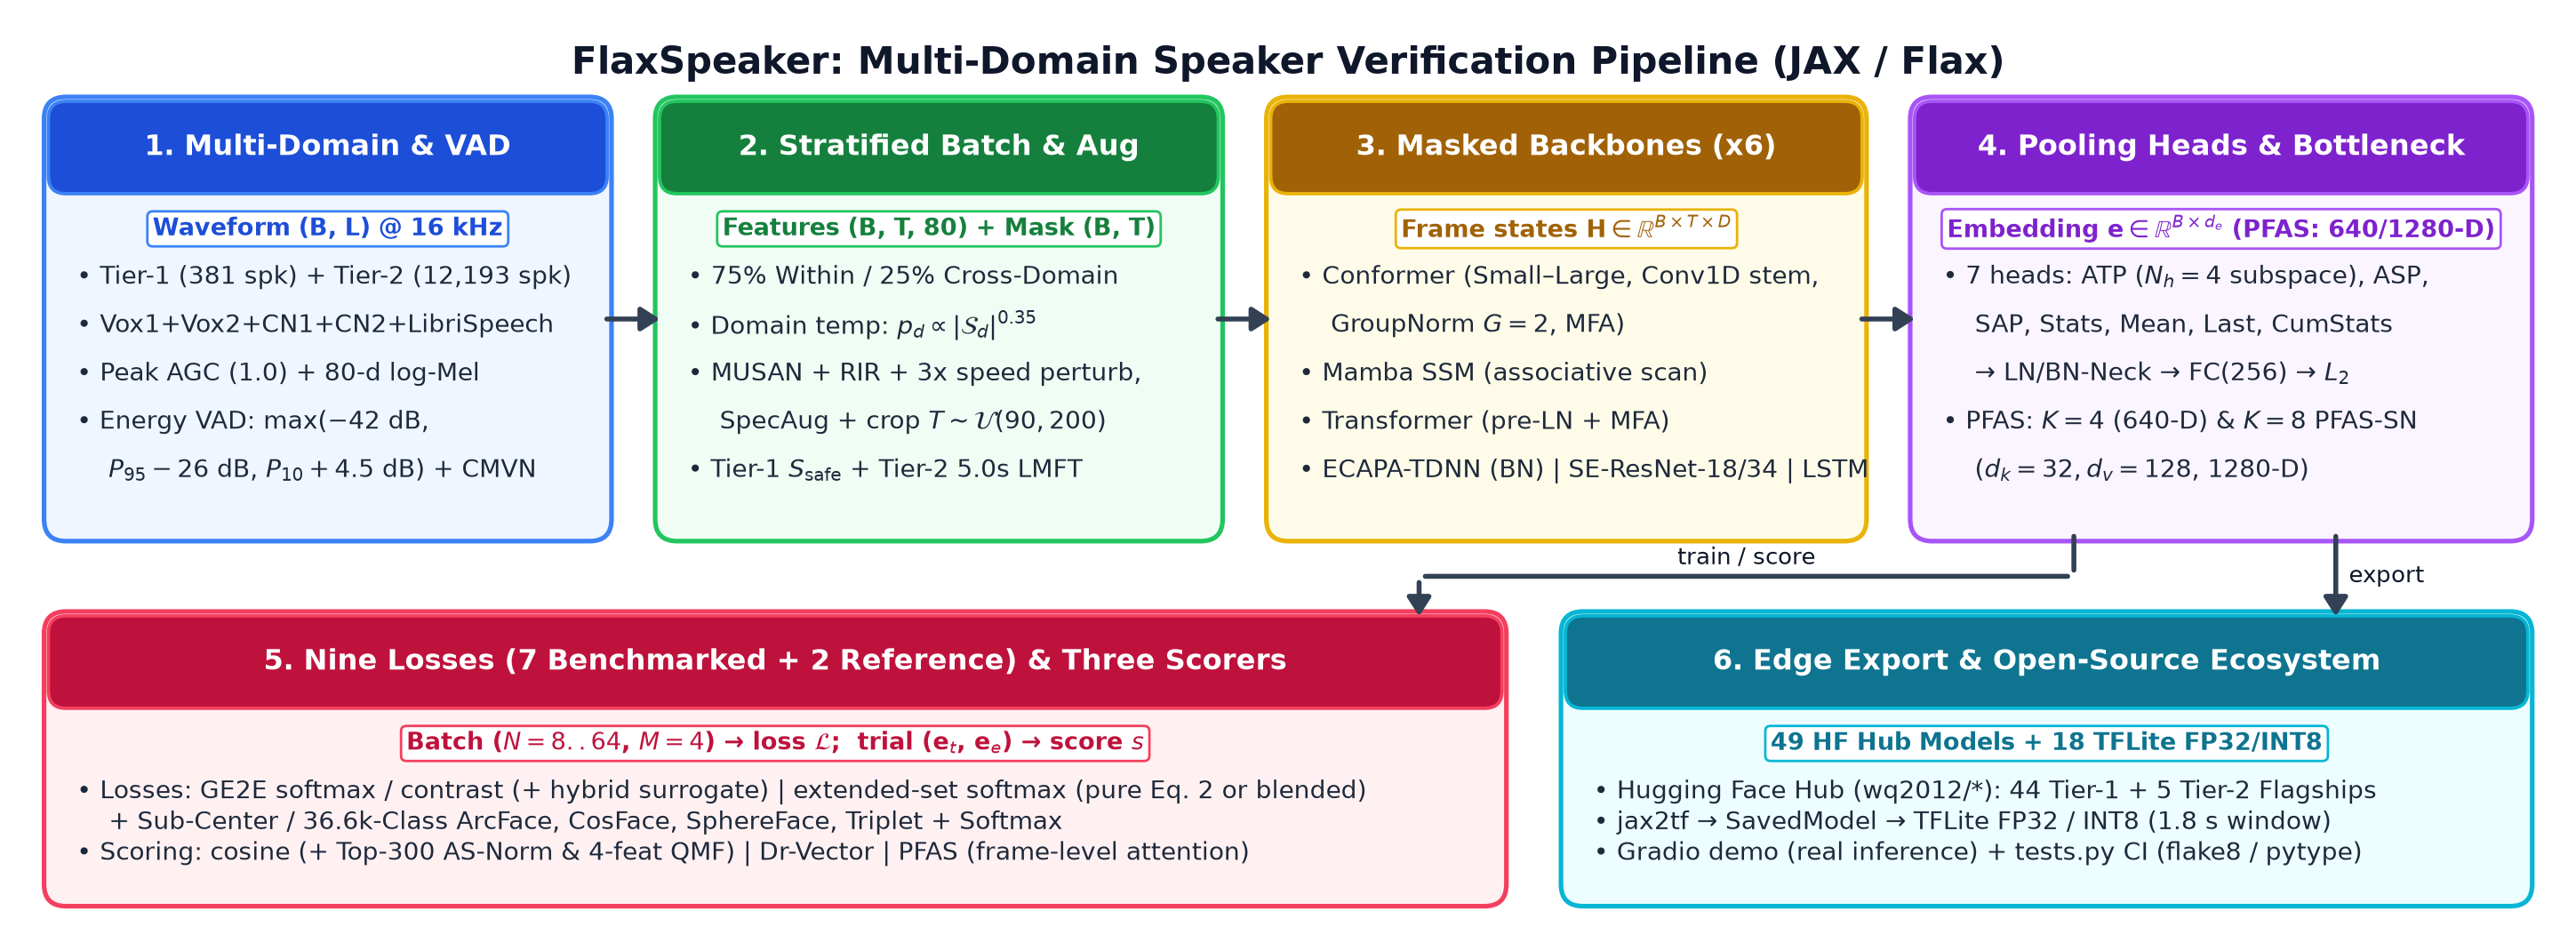 FlaxSpeaker: Multi-Domain Speaker Verification Pipeline (JAX / Flax)
1. Multi-Domain & VAD
Waveform (B, L) @ 16 kHz
• Tier-1 (381 spk) + Tier-2 (12,193 spk)
• Vox1+Vox2+CN1+CN2+LibriSpeech
• Peak AGC (1.0) + 80-d log-Mel
• Energy VAD: max(−42 dB,
P₉₅ − 26 dB, P₁₀ + 4.5 dB) + CMVN
2. Stratified Batch & Aug
Features (B, T, 80) + Mask (B, T)
• 75% Within / 25% Cross-Domain
• Domain temp: p_d ∝ |𝒮_d|^0.35
• MUSAN + RIR + 3x speed perturb,
SpecAug + crop T ~ 𝒰(90, 200)
• Tier-1 S_safe + Tier-2 5.0s LMFT
3. Masked Backbones (x6)
Frame states H ∈ ℝ^{B×T×D}
• Conformer (Small–Large, Conv1D stem,
GroupNorm G = 2, MFA)
• Mamba SSM (associative scan)
• Transformer (pre-LN + MFA)
• ECAPA-TDNN (BN) | SE-ResNet-18/34 | LSTM
4. Pooling Heads & Bottleneck
Embedding e ∈ ℝ^{B×d_e} (PFAS: 640/1280-D)
• 7 heads: ATP (N_h = 4 subspace), ASP,
SAP, Stats, Mean, Last, CumStats
→ LN/BN-Neck → FC(256) → L₂
• PFAS: K = 4 (640-D) & K = 8 PFAS-SN
(d_k = 32, d_v = 128, 1280-D)
train / score
export
5. Nine Losses (7 Benchmarked + 2 Reference) & Three Scorers
Batch (N = 8..64, M = 4) → loss ℒ; trial (e_t, e_e) → score s
• Losses: GE2E softmax / contrast (+ hybrid surrogate) | extended-set softmax (pure Eq. 2 or blended)
+ Sub-Center / 36.6k-Class ArcFace, CosFace, SphereFace, Triplet + Softmax
• Scoring: cosine (+ Top-300 AS-Norm & 4-feat QMF) | Dr-Vector | PFAS (frame-level attention)
6. Edge Export & Open-Source Ecosystem
49 HF Hub Models + 18 TFLite FP32/INT8
• Hugging Face Hub (wq2012/*): 44 Tier-1 + 5 Tier-2 Flagships
• jax2tf → SavedModel → TFLite FP32 / INT8 (1.8 s window)
• Gradio demo (real inference) + tests.py CI (flake8 / pytype)